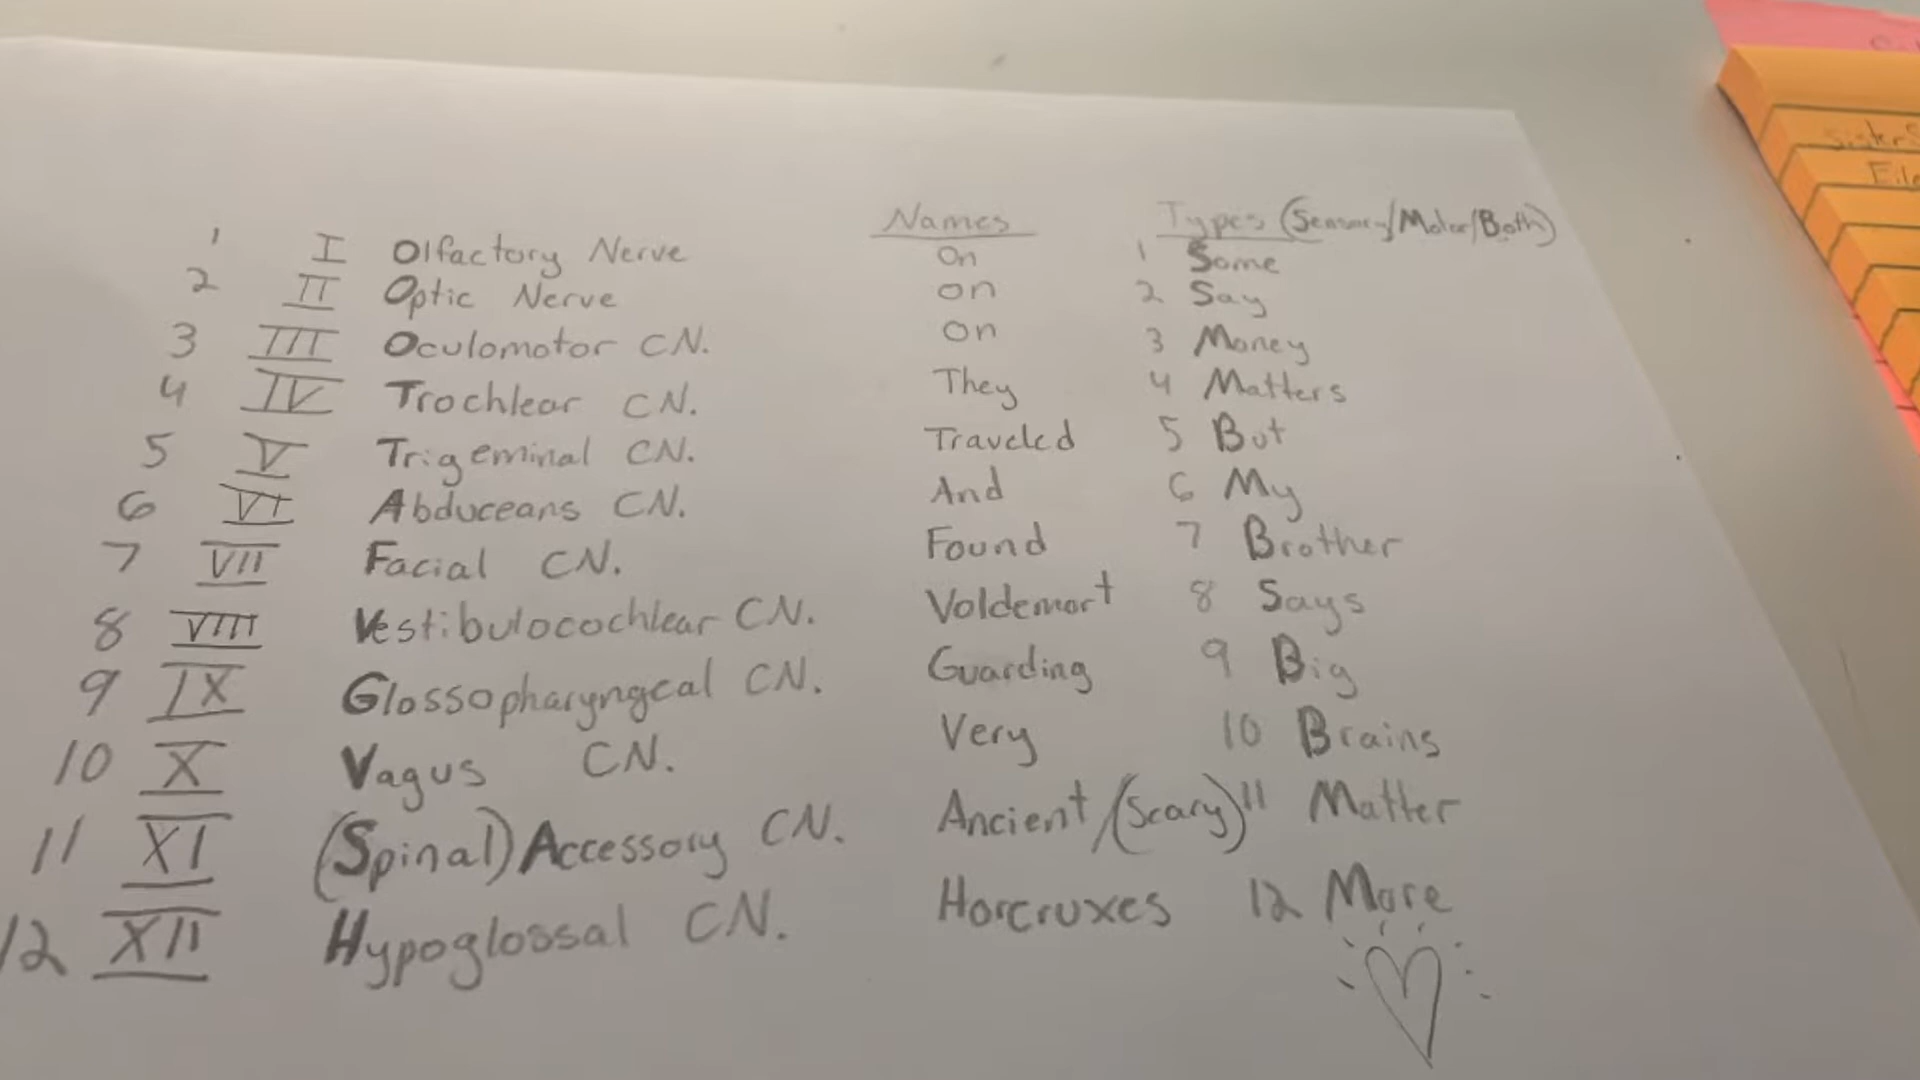 Names Types (Sensory/Motor/Both)
1 I Olfactory Nerve On 1 Some
2 II Optic Nerve on 2 Say
3 III Oculomotor CN. on 3 Money
4 IV Trochlear CN. They 4 Matters
5 V Trigeminal CN. Traveled 5 But
6 VI Abduceans CN. And 6 My
7 VII Facial CN. Found 7 Brother
8 VIII Vestibulocochlear CN. Voldemort 8 Says
9 IX Glossopharyngeal CN. Guarding 9 Big
10 X Vagus CN. Very 10 Brains
11 XI (Spinal) Accessory CN. Ancient/(Scary) 11 Matter
12 XII Hypoglossal CN. Horcruxes 12 More